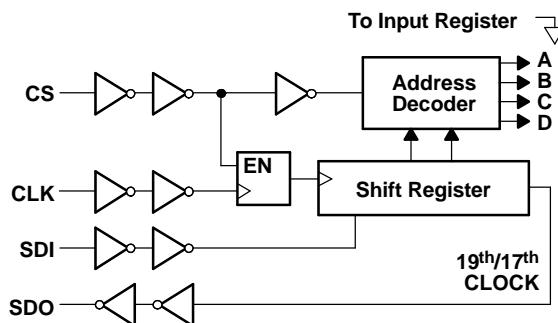 To Input Register
CS
Address
Decoder
A
B
C
D
EN
CLK
Shift Register
SDI
19th/17th
CLOCK
SDO